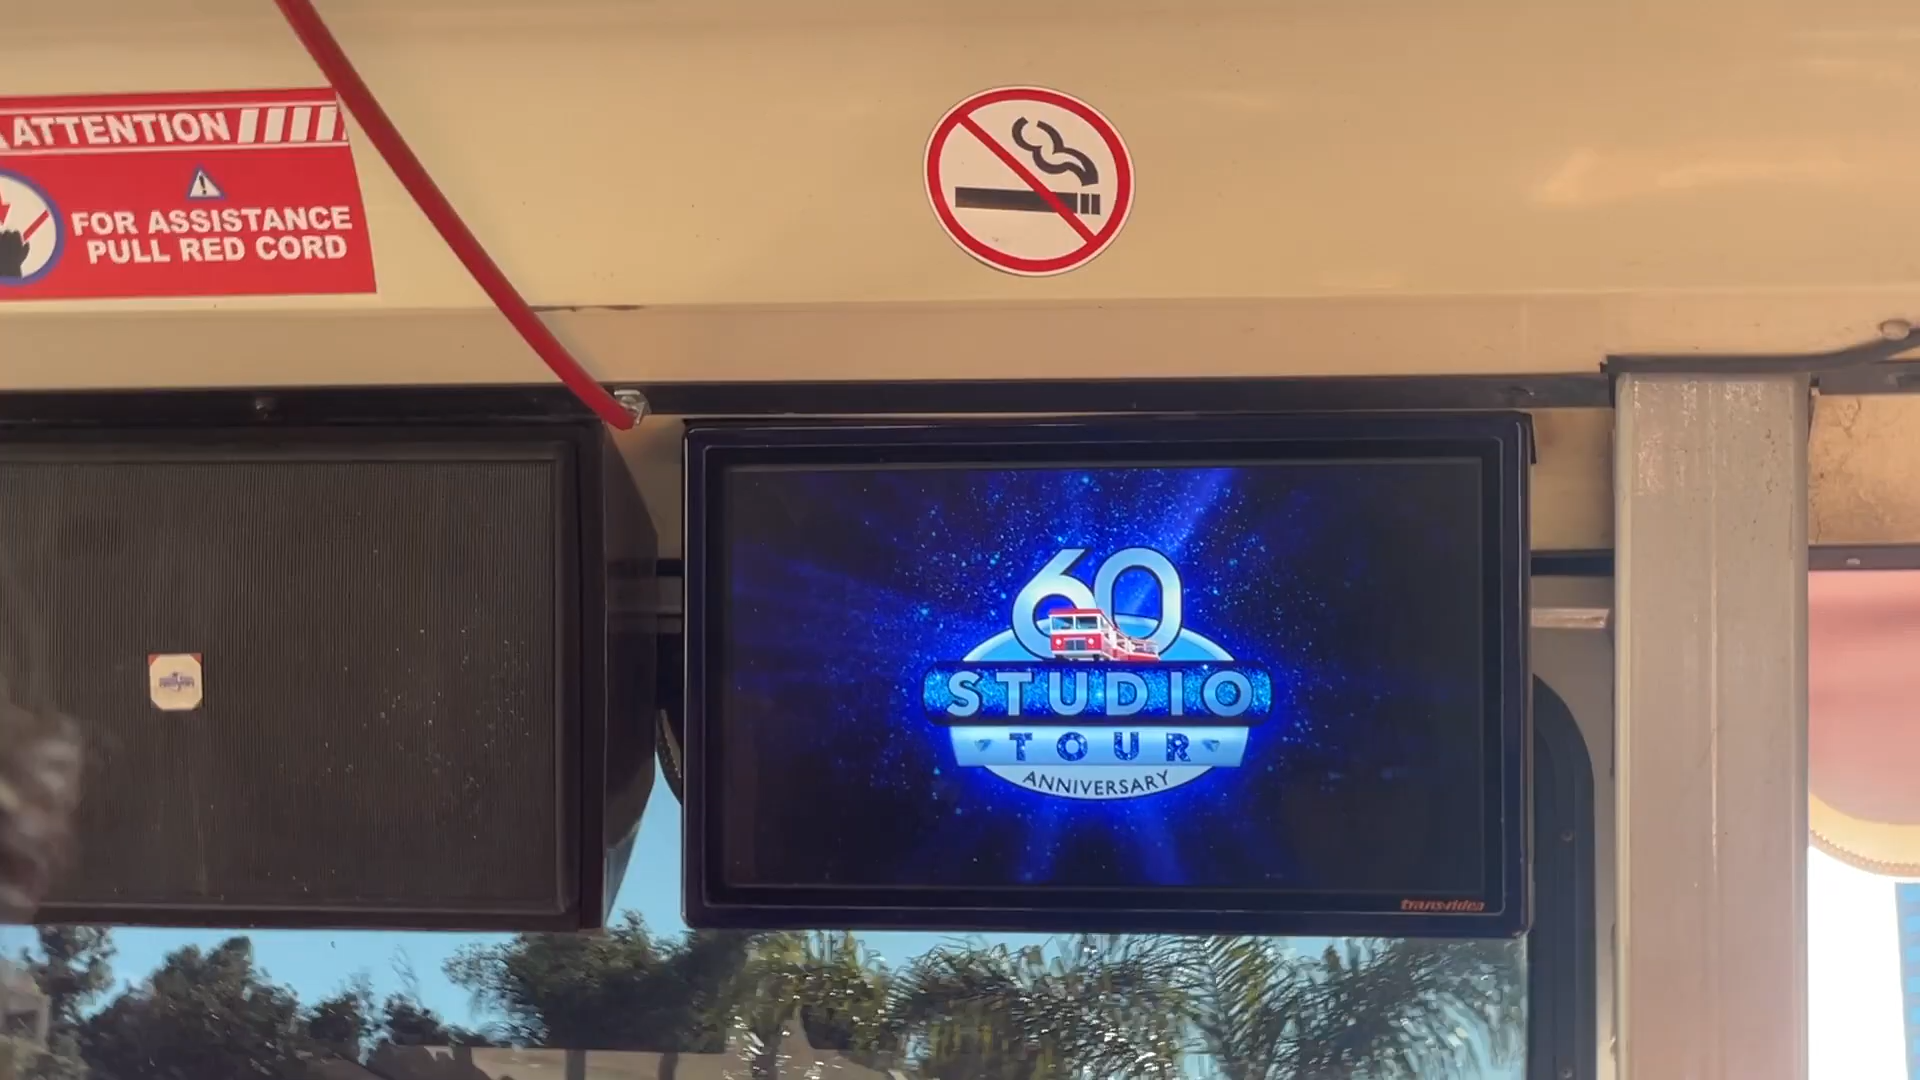 ATTENTION
FOR ASSISTANCE
PULL RED CORD
60
STUDIO
TOUR
ANNIVERSARY
transvideo